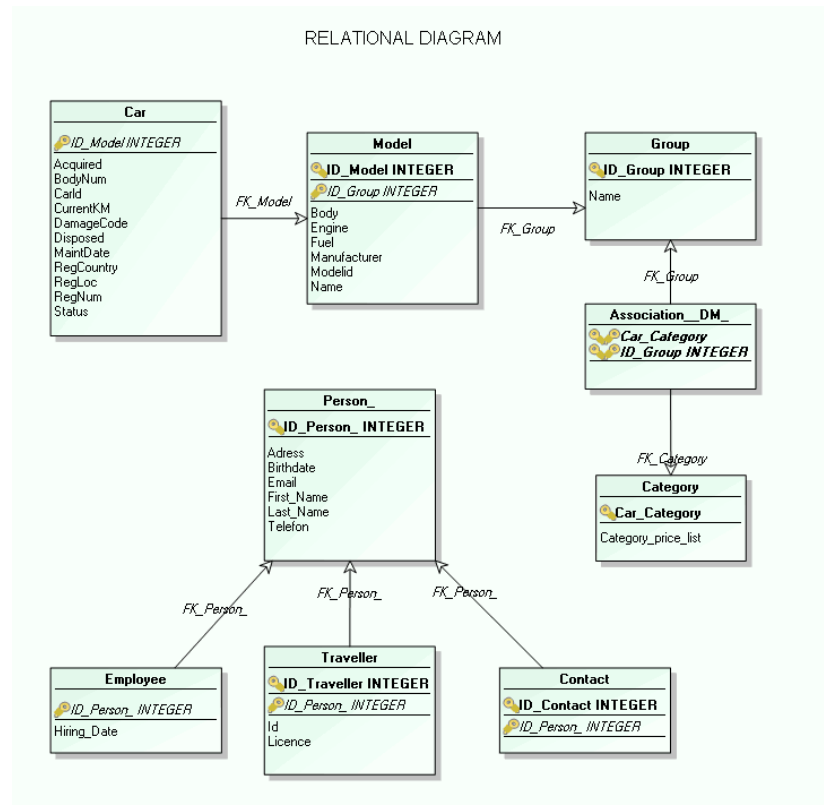 RELATIONAL DIAGRAM
Car
ID_Model INTEGER
Acquired
BodyNum
CarId
CurrentKM
DamageCode
Disposed
MaintDate
RegCountry
RegLoc
RegNum
Status
FK_Model
Model
ID_Model INTEGER
ID_Group INTEGER
Body
Engine
Fuel
Manufacturer
Modelid
Name
FK_Group
Group
ID_Group INTEGER
Name
FK_Group
Association__DM_
Car_Category
ID_Group INTEGER
FK_Category
Category
Car_Category
Category_price_list
Person_
ID_Person_ INTEGER
Adress
Birthdate
Email
First_Name
Last_Name
Telefon
FK_Person_
FK_Person_
FK_Person_
Employee
ID_Person_ INTEGER
Hiring_Date
Traveller
ID_Traveller INTEGER
ID_Person_ INTEGER
Id
Licence
Contact
ID_Contact INTEGER
ID_Person_ INTEGER